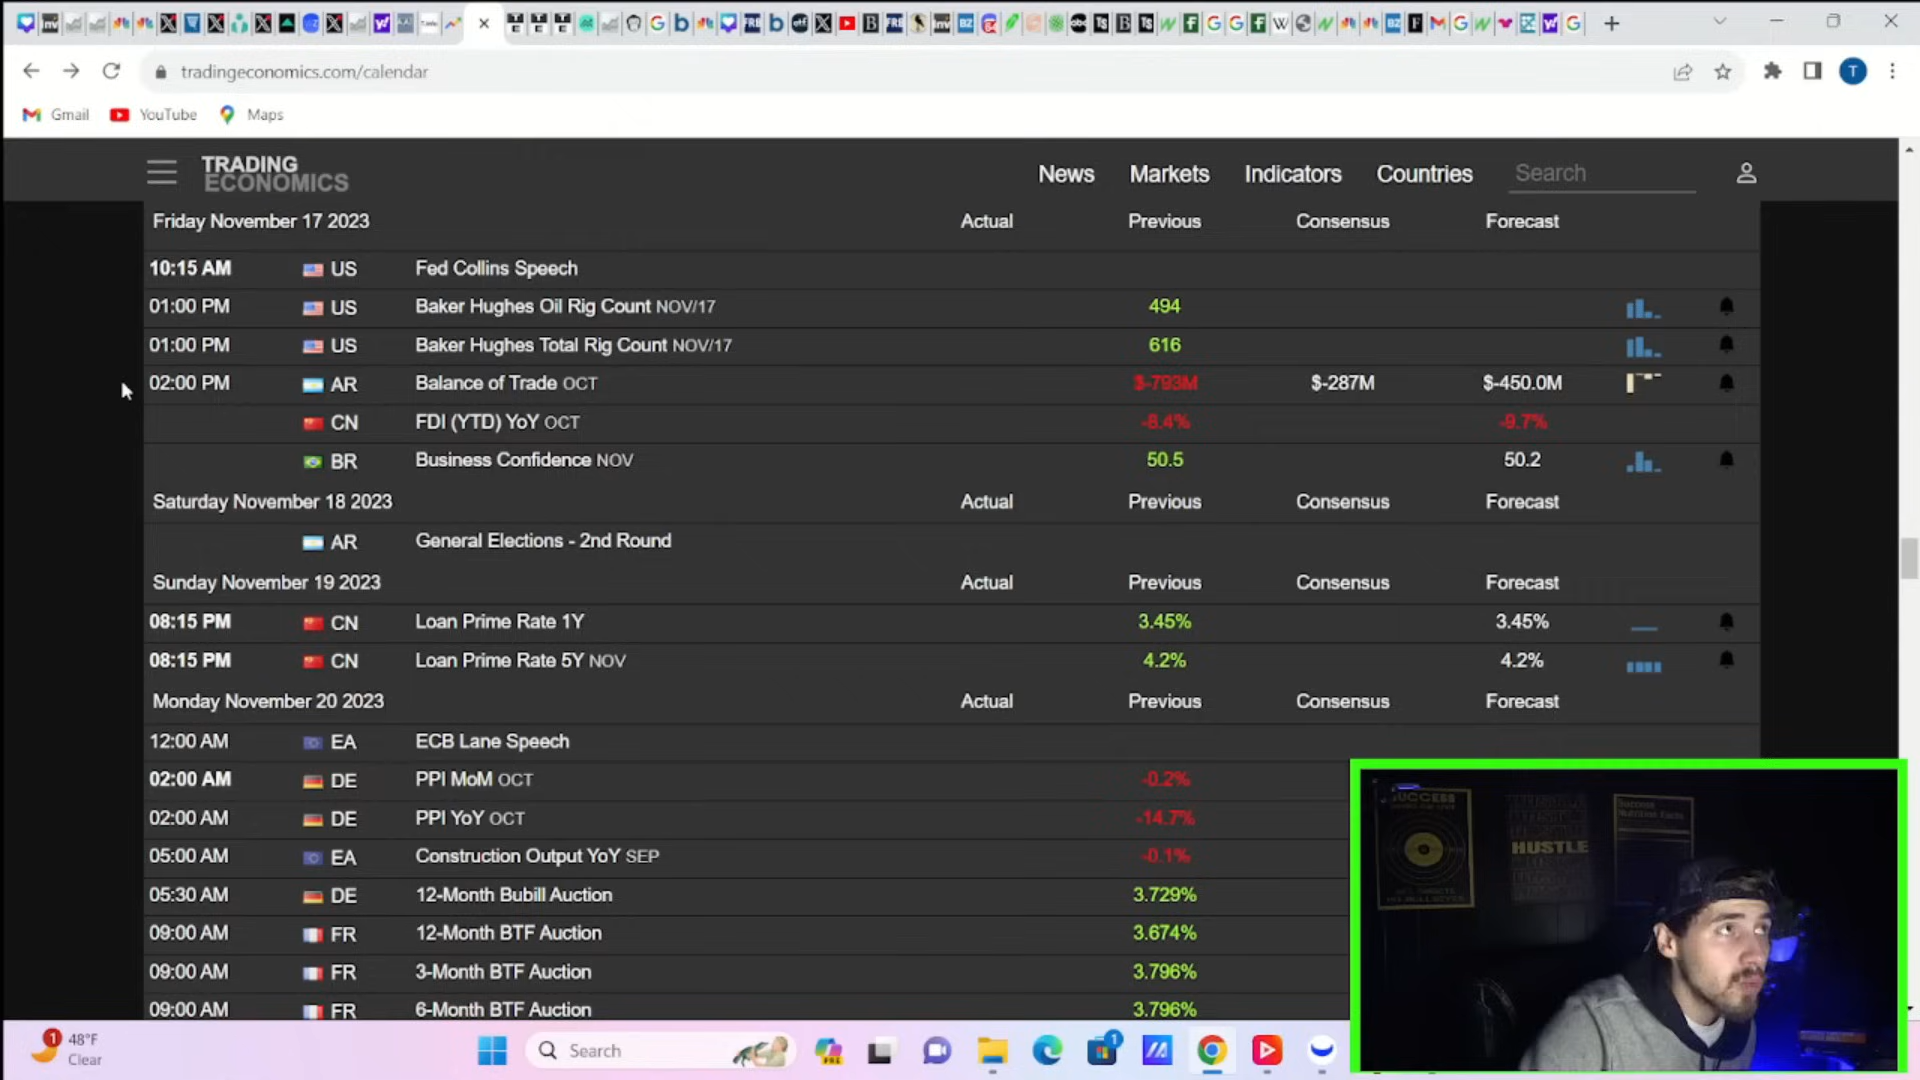 tradingeconomics.com/calendar
T
Gmail YouTube Maps
TRADING
ECONOMICS
News Markets Indicators Countries Search
Friday November 17 2023 Actual Previous Consensus Forecast
10:15 AM US Fed Collins Speech
01:00 PM US Baker Hughes Oil Rig Count NOV/17 494
01:00 PM US Baker Hughes Total Rig Count NOV/17 616
02:00 PM AR Balance of Trade OCT $-793M $-287M $-450.0M
CN FDI (YTD) YoY OCT -8.4% -9.7%
BR Business Confidence NOV 50.5 50.2
Saturday November 18 2023 Actual Previous Consensus Forecast
AR General Elections - 2nd Round
Sunday November 19 2023 Actual Previous Consensus Forecast
08:15 PM CN Loan Prime Rate 1Y 3.45% 3.45%
08:15 PM CN Loan Prime Rate 5Y NOV 4.2% 4.2%
Monday November 20 2023 Actual Previous Consensus Forecast
12:00 AM EA ECB Lane Speech
02:00 AM DE PPI MoM OCT -0.2%
02:00 AM DE PPI YoY OCT -14.7%
05:00 AM EA Construction Output YoY SEP -0.1%
05:30 AM DE 12-Month Bubill Auction 3.729%
09:00 AM FR 12-Month BTF Auction 3.674%
09:00 AM FR 3-Month BTF Auction 3.796%
09:00 AM FR 6-Month BTF Auction 3.796%
SUCCESS
HUSTLE
Success
Nutrition Facts
1
48°F
Clear
Search
PRE
1